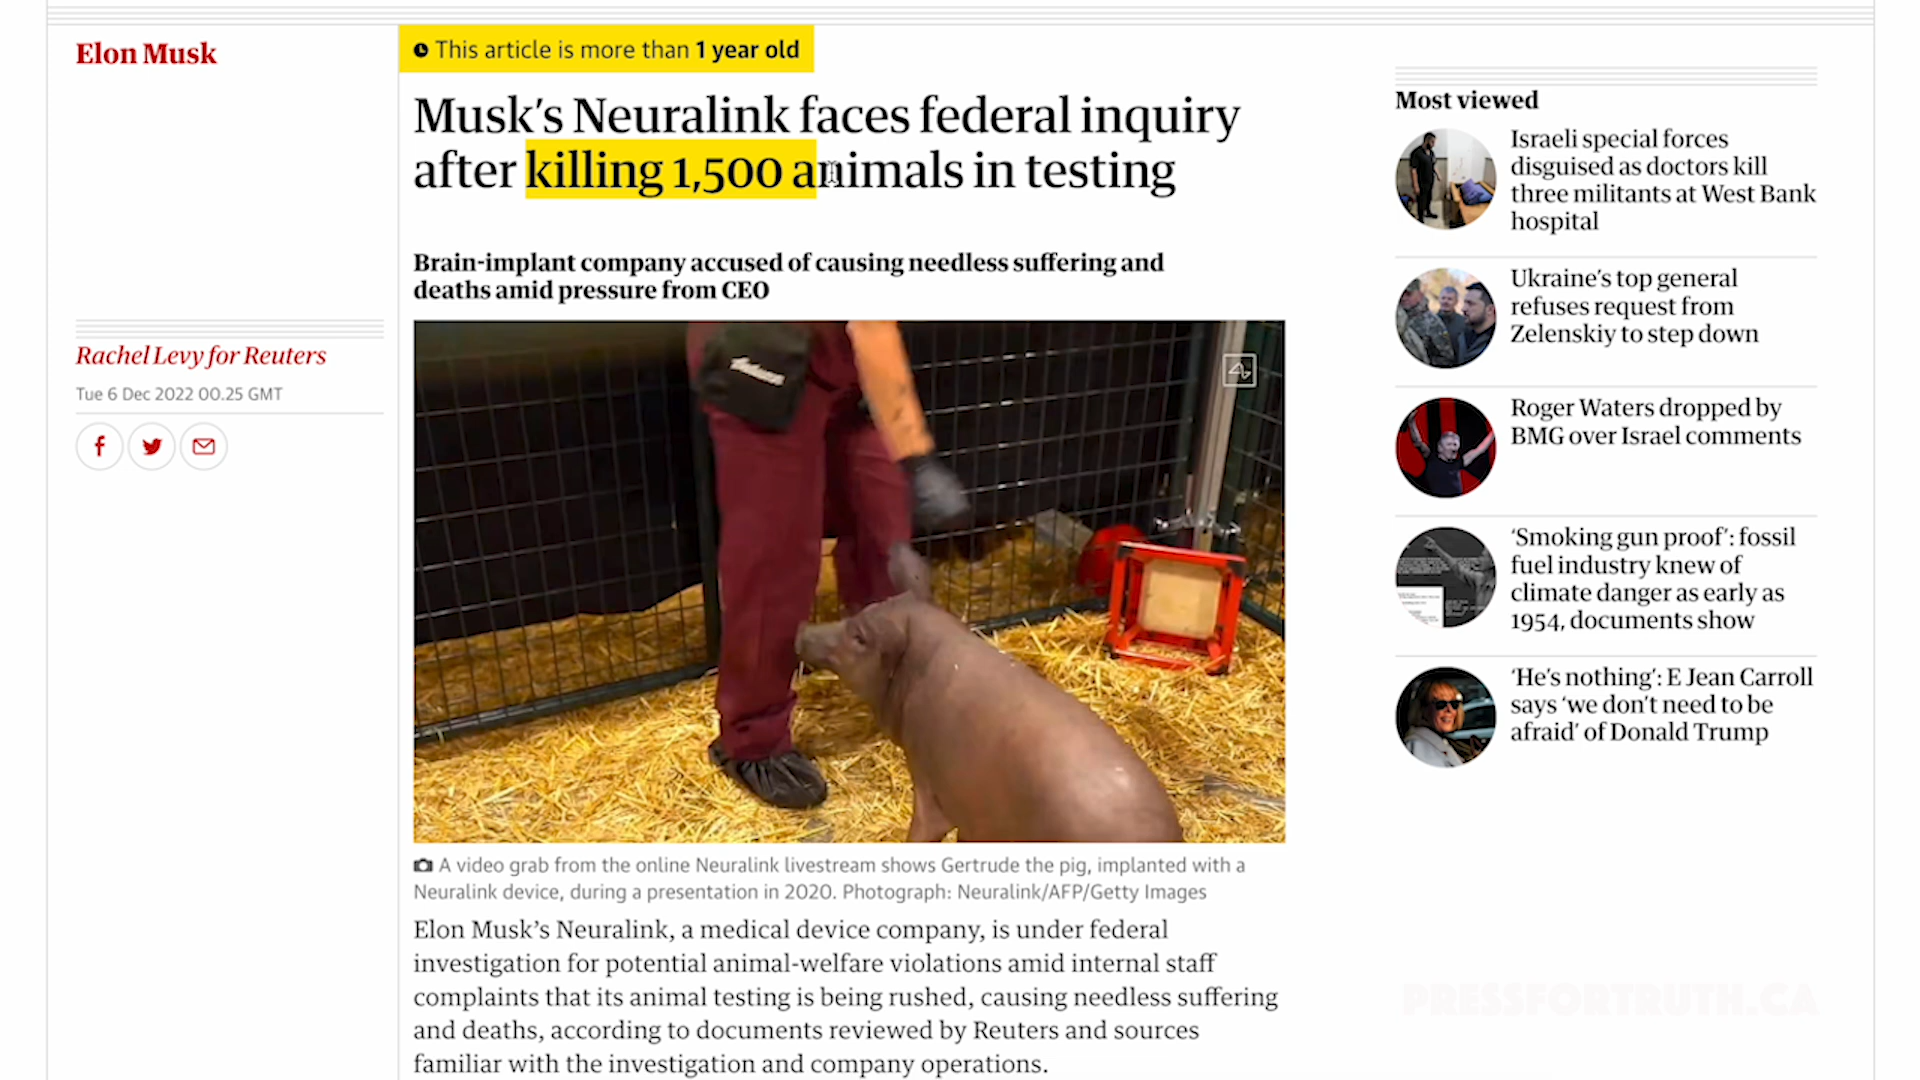 Elon Musk
This article is more than 1 year old
Musk’s Neuralink faces federal inquiry
after killing 1,500 animals in testing
Brain-implant company accused of causing needless suffering and
deaths amid pressure from CEO
Rachel Levy for Reuters
Tue 6 Dec 2022 00.25 GMT
A video grab from the online Neuralink livestream shows Gertrude the pig, implanted with a
Neuralink device, during a presentation in 2020. Photograph: Neuralink/AFP/Getty Images
Elon Musk’s Neuralink, a medical device company, is under federal
investigation for potential animal-welfare violations amid internal staff
complaints that its animal testing is being rushed, causing needless suffering
and deaths, according to documents reviewed by Reuters and sources
familiar with the investigation and company operations.
Most viewed
Israeli special forces
disguised as doctors kill
three militants at West Bank
hospital
Ukraine’s top general
refuses request from
Zelenskiy to step down
Roger Waters dropped by
BMG over Israel comments
‘Smoking gun proof’: fossil
fuel industry knew of
climate danger as early as
1954, documents show
‘He’s nothing’: E Jean Carroll
says ‘we don’t need to be
afraid’ of Donald Trump
PRESSFORTRUTH.CA